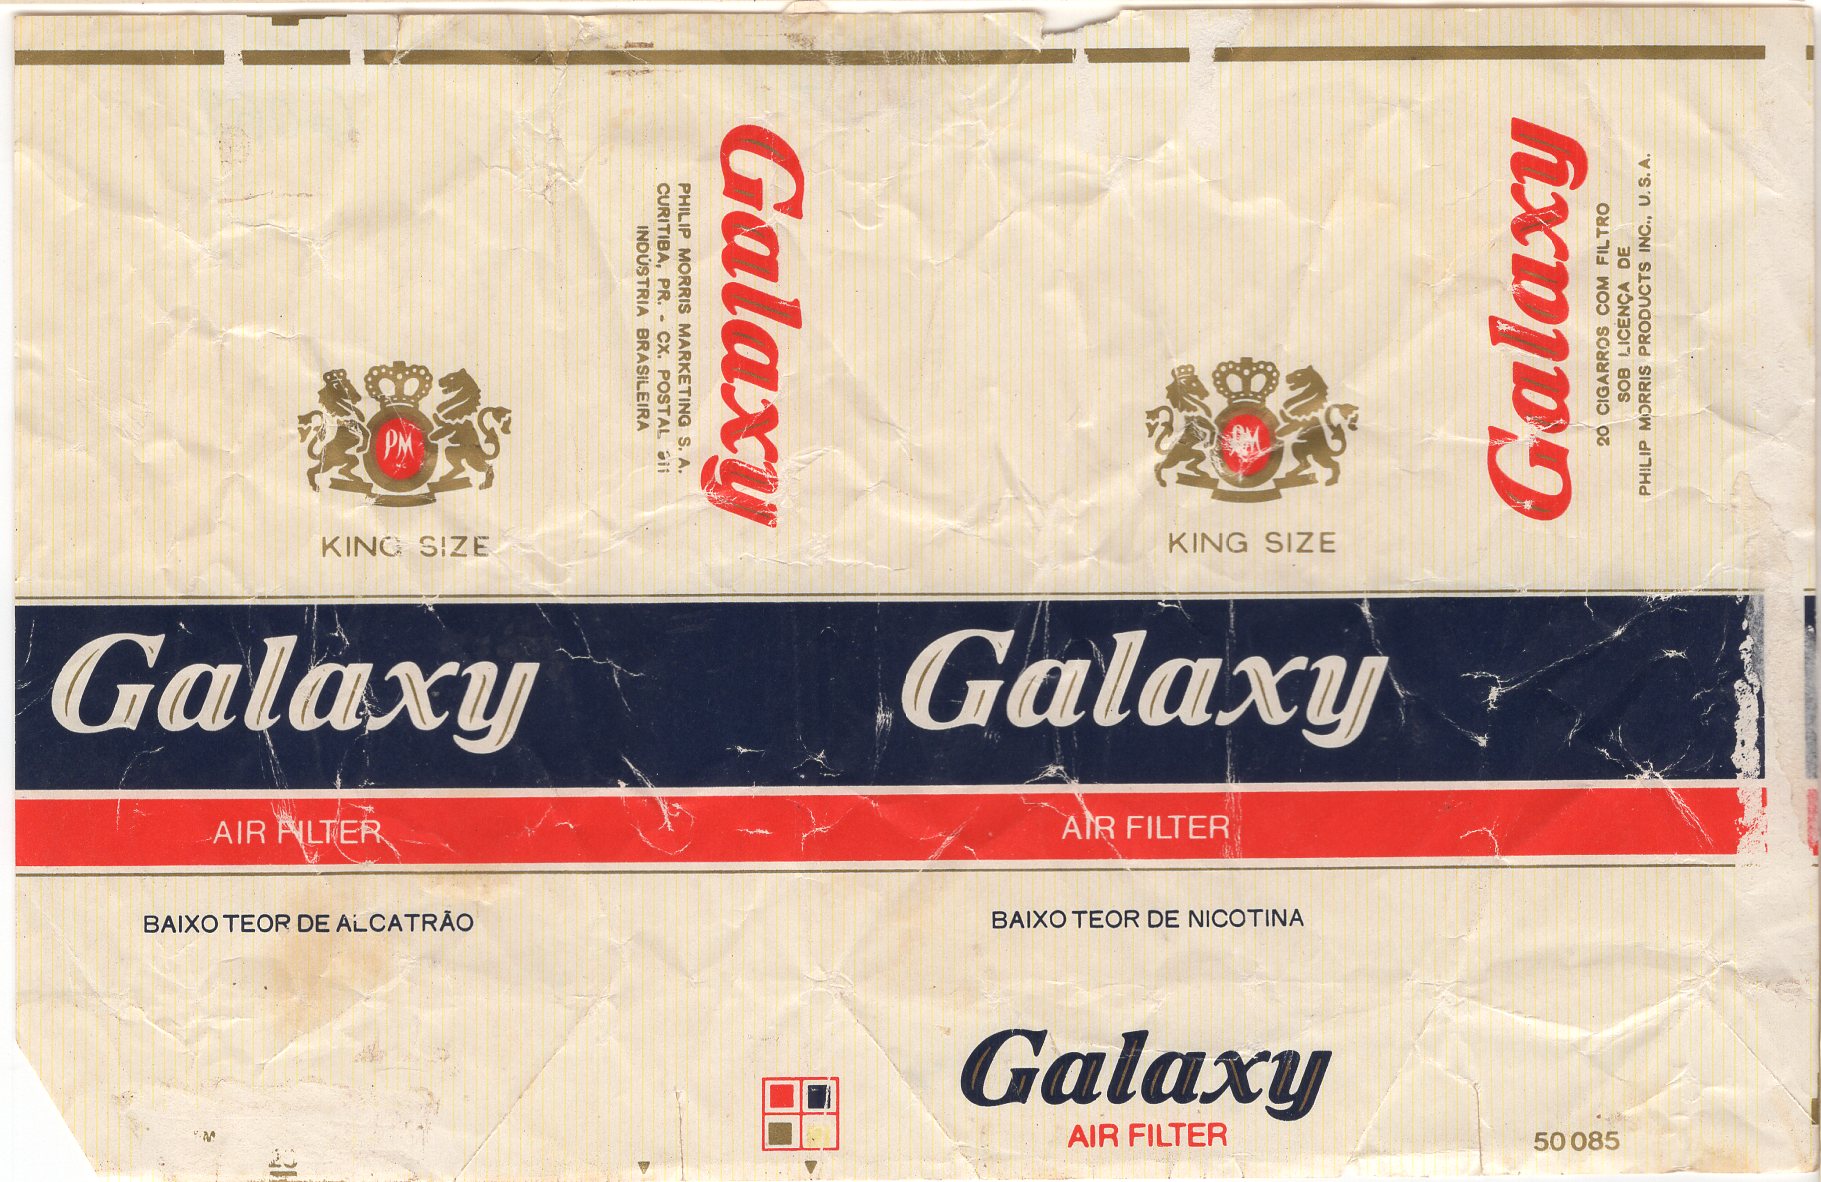 PM
KING SIZE
PHILIP MORRIS MARKETING S. A.
CURITIBA, PR. - CX. POSTAL
INDÚSTRIA BRASILEIRA
Galaxy
PM
KING SIZE
Galaxy
20 CIGARROS COM FILTRO
SOB LICENÇA DE
PHILIP MORRIS PRODUCTS INC., U.S.A.
Galaxy
AIR FILTER
Galaxy
AIR FILTER
BAIXO TEOR DE ALCATRÃO
BAIXO TEOR DE NICOTINA
Galaxy
AIR FILTER
50 085